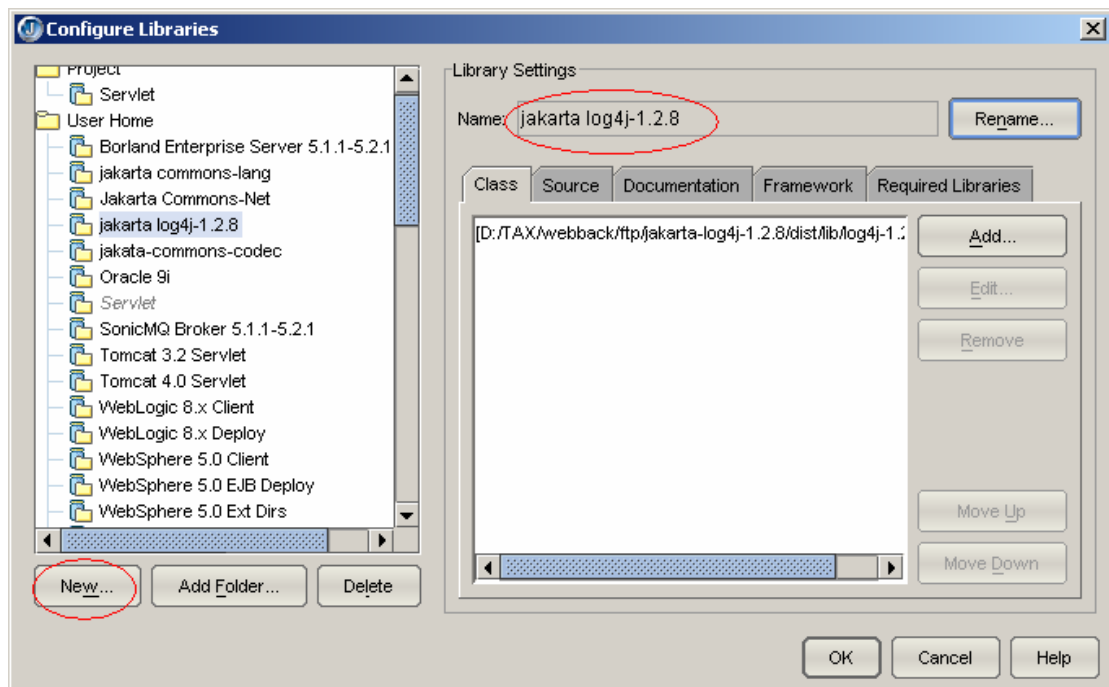 Configure Libraries
Project
Servlet
User Home
Borland Enterprise Server 5.1.1-5.2.1
jakarta commons-lang
Jakarta Commons-Net
jakarta log4j-1.2.8
jakata-commons-codec
Oracle 9i
Servlet
SonicMQ Broker 5.1.1-5.2.1
Tomcat 3.2 Servlet
Tomcat 4.0 Servlet
WebLogic 8.x Client
WebLogic 8.x Deploy
WebSphere 5.0 Client
WebSphere 5.0 EJB Deploy
WebSphere 5.0 Ext Dirs
New...
Add Folder...
Delete
Library Settings
Name: jakarta log4j-1.2.8
Rename...
Class Source Documentation Framework Required Libraries
[D:/TAX/webback/ftp/jakarta-log4j-1.2.8/dist/lib/log4j-1.2
Add...
Edit...
Remove
Move Up
Move Down
OK
Cancel
Help